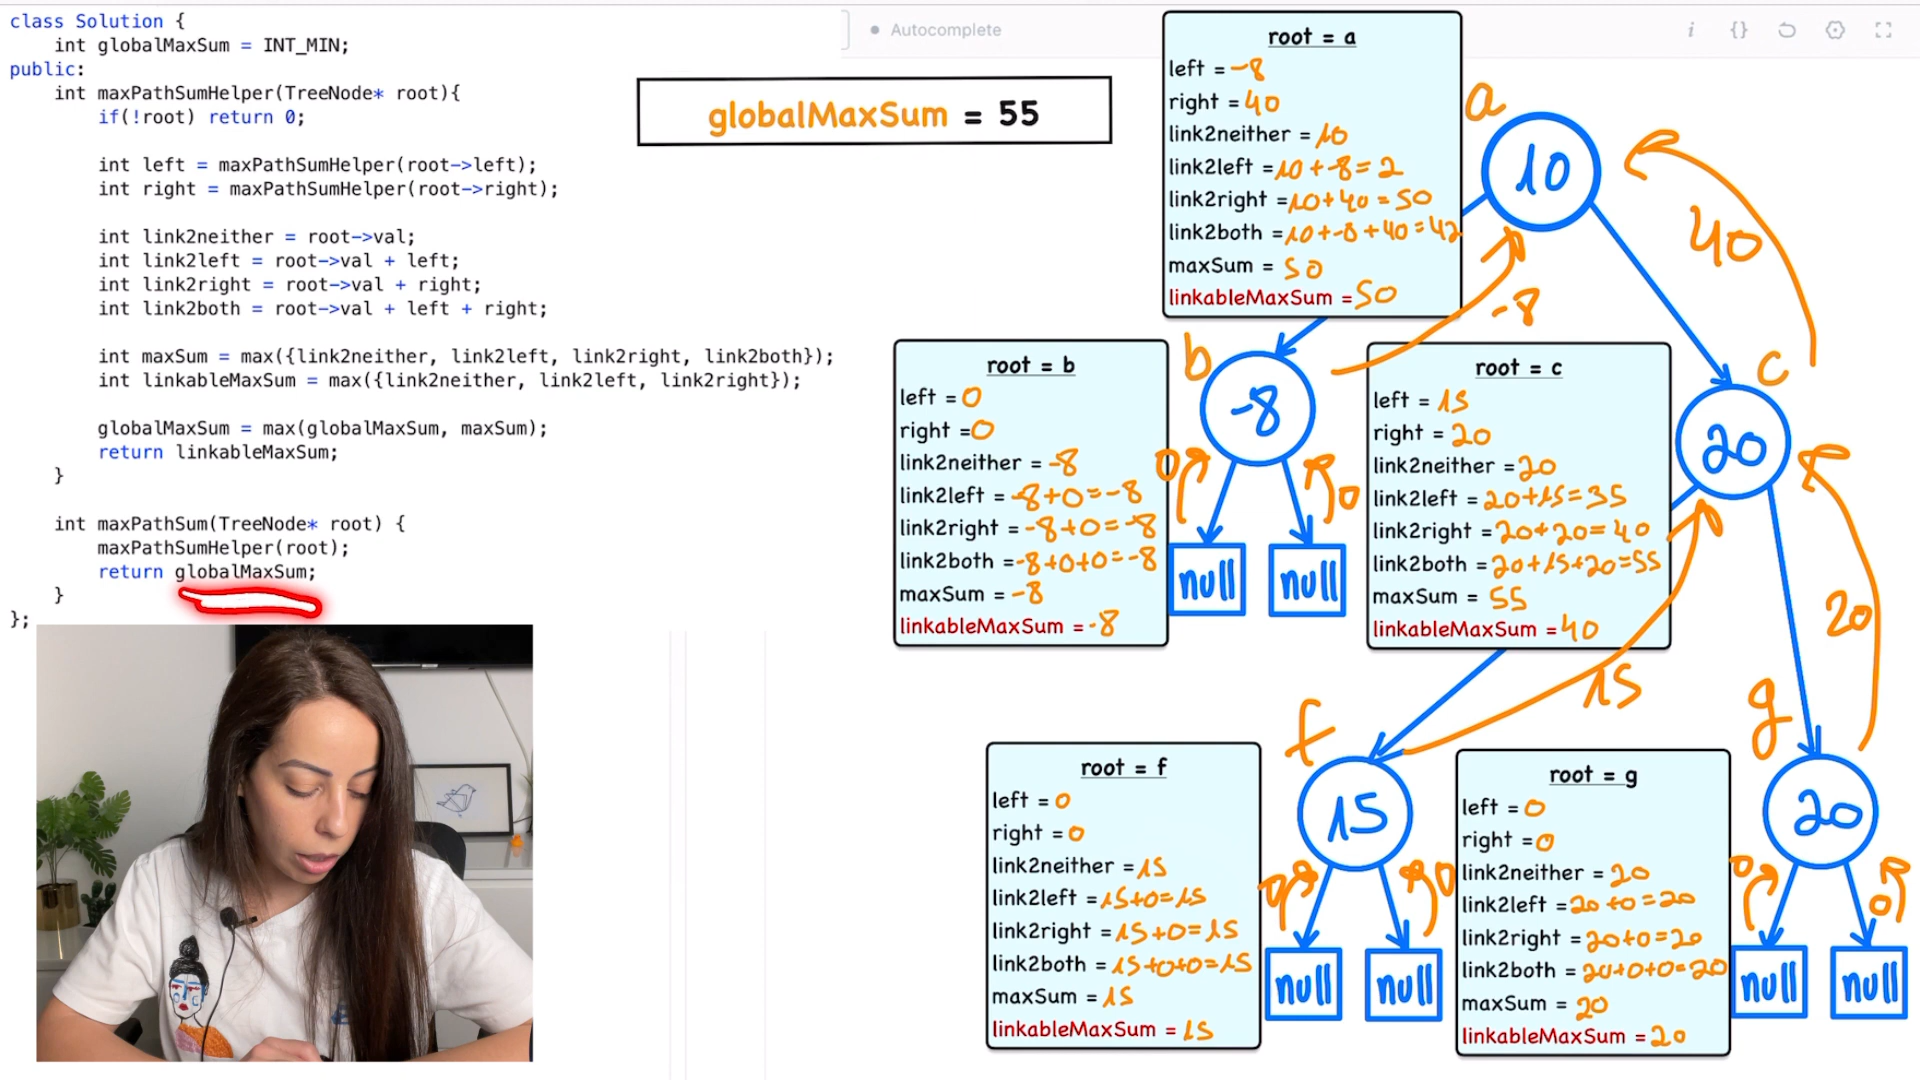 class Solution {
int globalMaxSum = INT_MIN;
public:
int maxPathSumHelper(TreeNode* root){
if(!root) return 0;
int left = maxPathSumHelper(root->left);
int right = maxPathSumHelper(root->right);
int link2neither = root->val;
int link2left = root->val + left;
int link2right = root->val + right;
int link2both = root->val + left + right;
int maxSum = max({link2neither, link2left, link2right, link2both});
int linkableMaxSum = max({link2neither, link2left, link2right});
globalMaxSum = max(globalMaxSum, maxSum);
return linkableMaxSum;
}
int maxPathSum(TreeNode* root) {
maxPathSumHelper(root);
return globalMaxSum;
}
};
Autocomplete
i {}
globalMaxSum = 55
root = a
left = -8
right = 40
link2neither = 10
link2left = 10 + -8 = 2
link2right = 10+40 = 50
link2both = 10+-8+40=42
maxSum = 50
linkableMaxSum = 50
a
10
40
-8
root = b
left = 0
right = 0
link2neither = -8
link2left = -8+0=-8
link2right = -8+0=-8
link2both = -8+0+0=-8
maxSum = -8
linkableMaxSum = -8
b
-8
0
0
null
null
root = c
left = 15
right = 20
link2neither = 20
link2left = 20+15=35
link2right = 20+20=40
link2both = 20+15+20=55
maxSum = 55
linkableMaxSum = 40
c
20
20
15
root = f
left = 0
right = 0
link2neither = 15
link2left = 15+0=15
link2right = 15+0=15
link2both = 15+0+0=15
maxSum = 15
linkableMaxSum = 15
f
15
0
0
null
null
root = g
left = 0
right = 0
link2neither = 20
link2left = 20+0=20
link2right = 20+0=20
link2both = 20+0+0=20
maxSum = 20
linkableMaxSum = 20
g
20
0
0
null
null